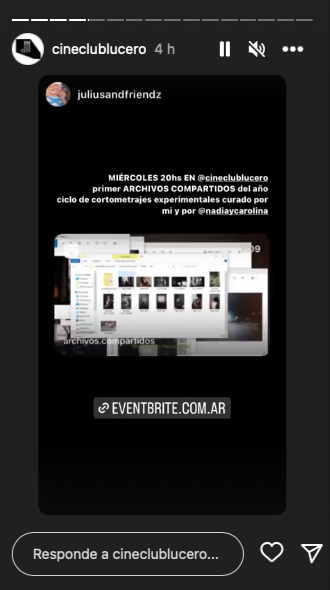 cineclublucero 4 h
juliusandfriendz
MIÉRCOLES 20hs EN @cineclublucero
primer ARCHIVOS COMPARTIDOS del año
ciclo de cortometrajes experimentales curado por
mi y por @nadiaycarolina
archivos.compartidos
EVENTBRITE.COM.AR
Responde a cineclublucero...